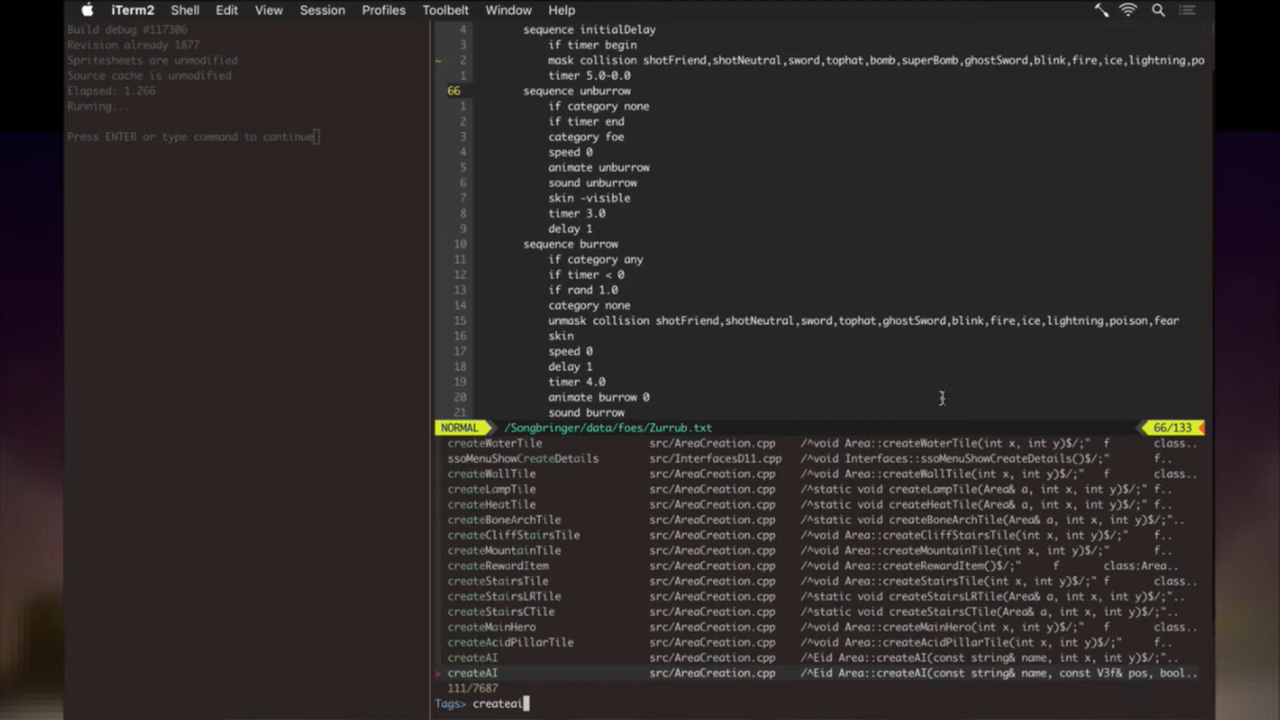 iTerm2 Shell Edit View Session Profiles Toolbelt Window Help
Build debug #117306
Revision already 1877
Spritesheets are unmodified
Source cache is unmodified
Elapsed: 1.266
Running...
Press ENTER or type command to continue
4 sequence initialDelay
3 if timer begin
~ 2 mask collision shotFriend,shotNeutral,sword,tophat,bomb,superBomb,ghostSword,blink,fire,ice,lightning,po
1 timer 5.0-0.0
66 sequence unburrow
1 if category none
2 if timer end
3 category foe
4 speed 0
5 animate unburrow
6 sound unburrow
7 skin -visible
8 timer 3.0
9 delay 1
10 sequence burrow
11 if category any
12 if timer < 0
13 if rand 1.0
14 category none
15 unmask collision shotFriend,shotNeutral,sword,tophat,ghostSword,blink,fire,ice,lightning,poison,fear
16 skin
17 speed 0
18 delay 1
19 timer 4.0
20 animate burrow 0
21 sound burrow
NORMAL /Songbringer/data/foes/Zurrub.txt 66/133
createWaterTile src/AreaCreation.cpp /^void Area::createWaterTile(int x, int y)$/;" f class..
ssoMenuShowCreateDetails src/InterfacesD11.cpp /^void Interfaces::ssoMenuShowCreateDetails()$/;" f..
createWallTile src/AreaCreation.cpp /^void Area::createWallTile(int x, int y)$/;" f class..
createLampTile src/AreaCreation.cpp /^static void createLampTile(Area& a, int x, int y)$/;" f..
createHeatTile src/AreaCreation.cpp /^static void createHeatTile(Area& a, int x, int y)$/;" f..
createBoneArchTile src/AreaCreation.cpp /^static void createBoneArchTile(Area& a, int x, int y)$/;"..
createCliffStairsTile src/AreaCreation.cpp /^void Area::createCliffStairsTile(int x, int y)$/;" f..
createMountainTile src/AreaCreation.cpp /^void Area::createMountainTile(int x, int y)$/;" f..
createRewardItem src/AreaCreation.cpp /^void Area::createRewardItem()$/;" f class:Area..
createStairsTile src/AreaCreation.cpp /^void Area::createStairsTile(int x, int y)$/;" f class..
createStairsLRTile src/AreaCreation.cpp /^static void createStairsLRTile(Area& a, int x, int y)$/;"..
createStairsCTile src/AreaCreation.cpp /^static void createStairsCTile(Area& a, int x, int y)$/;"..
createMainHero src/AreaCreation.cpp /^void Area::createMainHero(int x, int y)$/;" f class..
createAcidPillarTile src/AreaCreation.cpp /^void Area::createAcidPillarTile(int x, int y)$/;" f..
createAI src/AreaCreation.cpp /^Eid Area::createAI(const string& name, int x, int y)$/;"..
> createAI src/AreaCreation.cpp /^Eid Area::createAI(const string& name, const V3f& pos, bool..
111/7687
Tags> createai